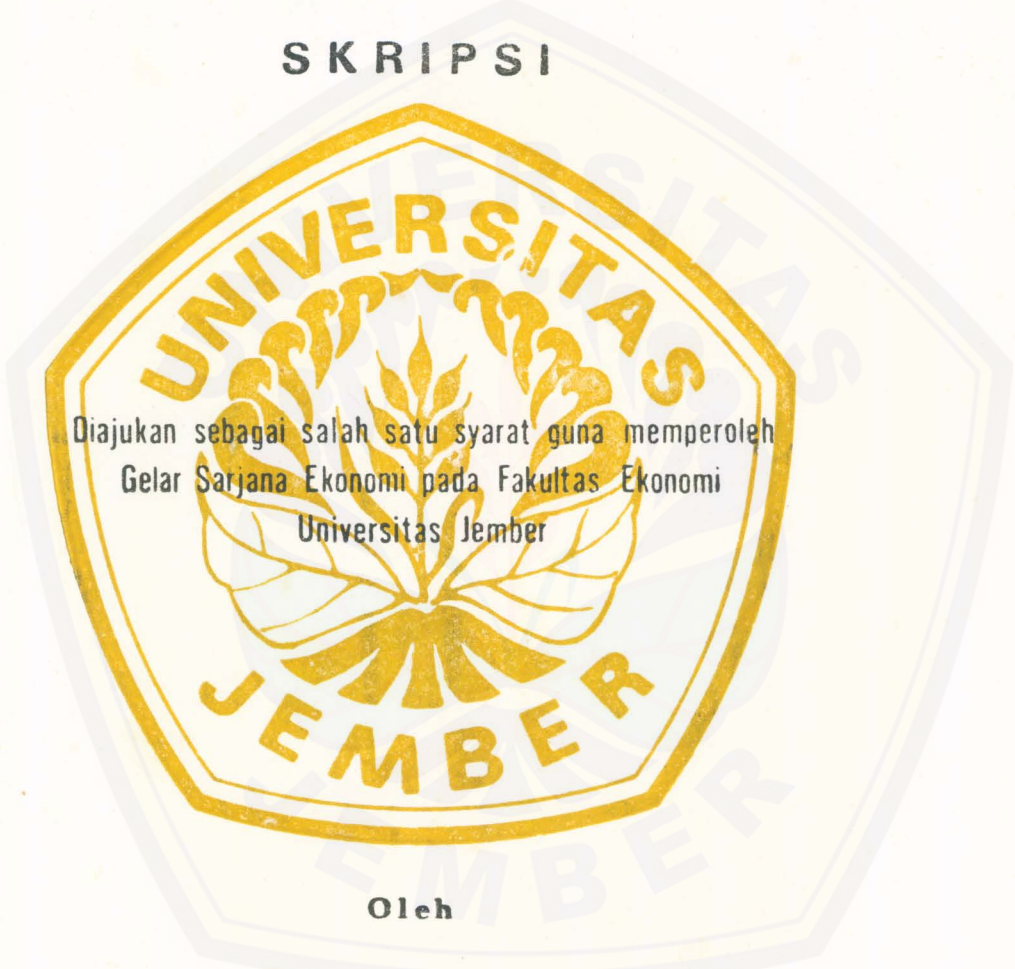 SKRIPSI
UNIVERSITAS
Diajukan sebagai salah satu syarat guna memperoleh
Gelar Sarjana Ekonomi pada Fakultas Ekonomi
Universitas Jember
JEMBER
Oleh